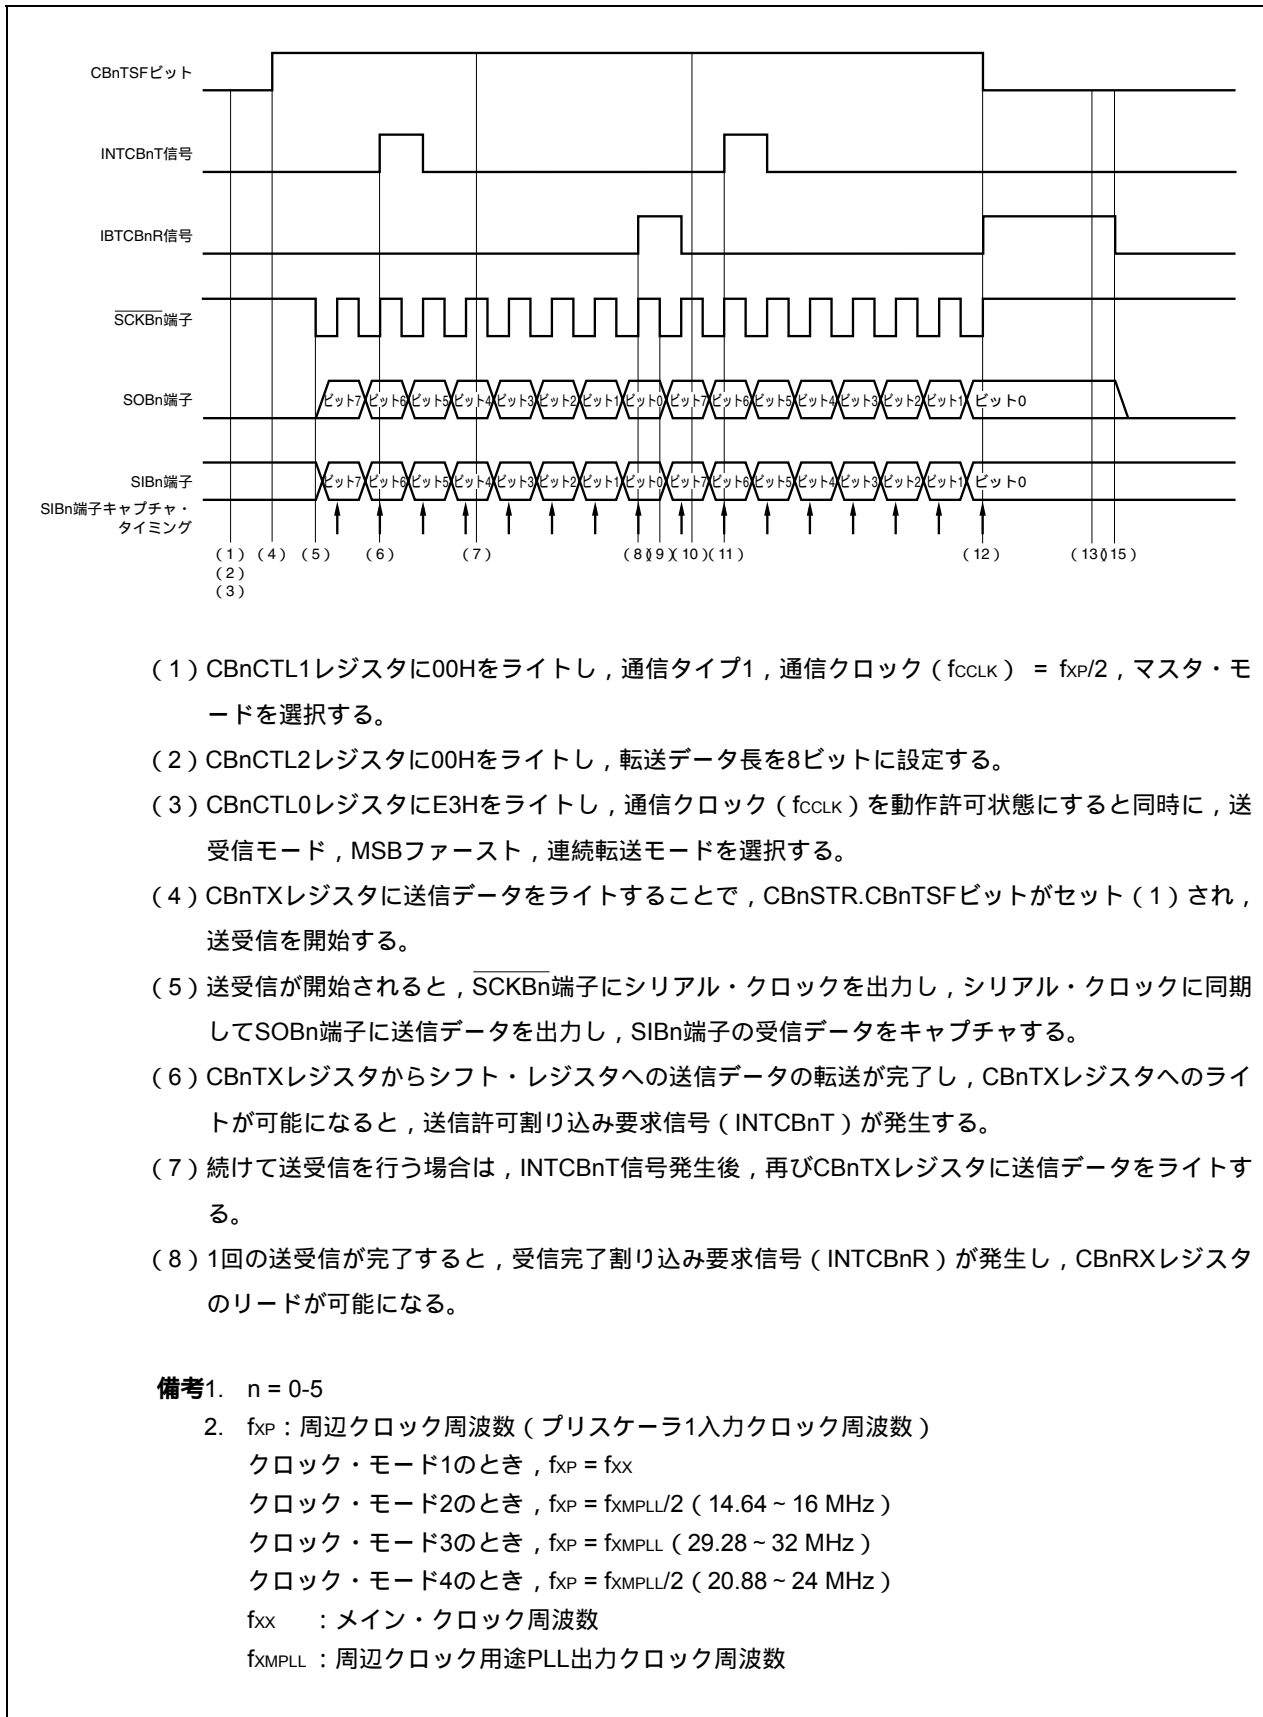 CBnTSFビット
INTCBnT信号
IBTCBnR信号
SCKBn端子
SOBn端子 ビット7 ビット6 ビット5 ビット4 ビット3 ビット2 ビット1 ビット0 ビット7 ビット6 ビット5 ビット4 ビット3 ビット2 ビット1 ビット0
SIBn端子 ビット7 ビット6 ビット5 ビット4 ビット3 ビット2 ビット1 ビット0 ビット7 ビット6 ビット5 ビット4 ビット3 ビット2 ビット1 ビット0
SIBn端子キャプチャ・
タイミング
(1) (4) (5) (6) (7) (8)(9)(10)(11) (12) (13)(15)
(2)
(3)
(1)CBnCTL1レジスタに00Hをライトし,通信タイプ1,通信クロック(fCCLK) = fXP/2,マスタ・モ
ードを選択する。
(2)CBnCTL2レジスタに00Hをライトし,転送データ長を8ビットに設定する。
(3)CBnCTL0レジスタにE3Hをライトし,通信クロック(fCCLK)を動作許可状態にすると同時に,送
受信モード,MSBファースト,連続転送モードを選択する。
(4)CBnTXレジスタに送信データをライトすることで,CBnSTR.CBnTSFビットがセット(1)され,
送受信を開始する。
(5)送受信が開始されると,SCKBn端子にシリアル・クロックを出力し,シリアル・クロックに同期
してSOBn端子に送信データを出力し,SIBn端子の受信データをキャプチャする。
(6)CBnTXレジスタからシフト・レジスタへの送信データの転送が完了し,CBnTXレジスタへのライ
トが可能になると,送信許可割り込み要求信号(INTCBnT)が発生する。
(7)続けて送受信を行う場合は,INTCBnT信号発生後,再びCBnTXレジスタに送信データをライトす
る。
(8)1回の送受信が完了すると,受信完了割り込み要求信号(INTCBnR)が発生し,CBnRXレジスタ
のリードが可能になる。
備考1. n = 0-5
2. fXP:周辺クロック周波数(プリスケーラ1入力クロック周波数)
クロック・モード1のとき,fXP = fXX
クロック・モード2のとき,fXP = fXMPLL/2(14.64~16 MHz)
クロック・モード3のとき,fXP = fXMPLL(29.28~32 MHz)
クロック・モード4のとき,fXP = fXMPLL/2(20.88~24 MHz)
fXX :メイン・クロック周波数
fXMPLL:周辺クロック用途PLL出力クロック周波数